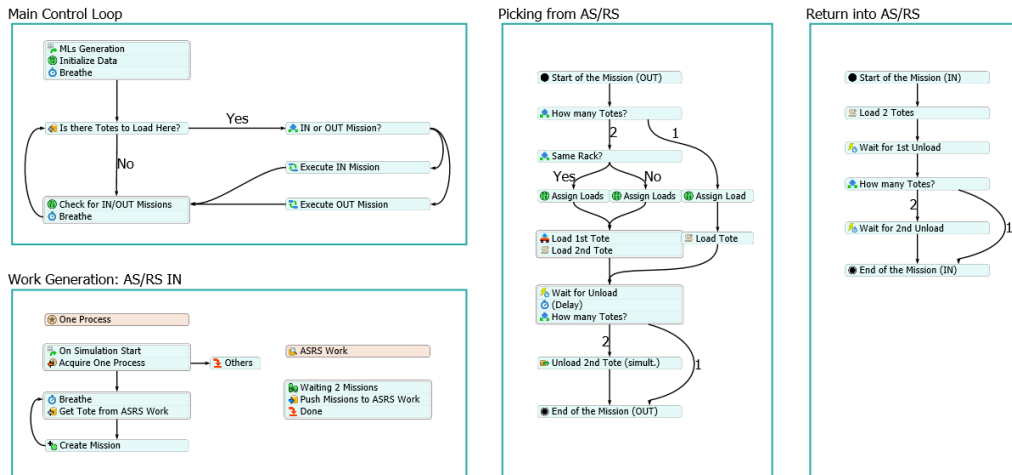 Main Control Loop
MLs Generation
Initialize Data
Breathe
Is there Totes to Load Here?
Yes
IN or OUT Mission?
No
Execute IN Mission
Check for IN/OUT Missions
Breathe
Execute OUT Mission
Work Generation: AS/RS IN
One Process
On Simulation Start
Acquire One Process
Others
ASRS Work
Breathe
Get Tote from ASRS Work
Waiting 2 Missions
Push Missions to ASRS Work
Done
Create Mission
Picking from AS/RS
Start of the Mission (OUT)
How many Totes?
2
1
Same Rack?
Yes
No
Assign Loads
Assign Loads
Assign Load
Load 1st Tote
Load 2nd Tote
Load Tote
Wait for Unload
(Delay)
How many Totes?
2
1
Unload 2nd Tote (simult.)
End of the Mission (OUT)
Return into AS/RS
Start of the Mission (IN)
Load 2 Totes
Wait for 1st Unload
How many Totes?
2
1
Wait for 2nd Unload
End of the Mission (IN)